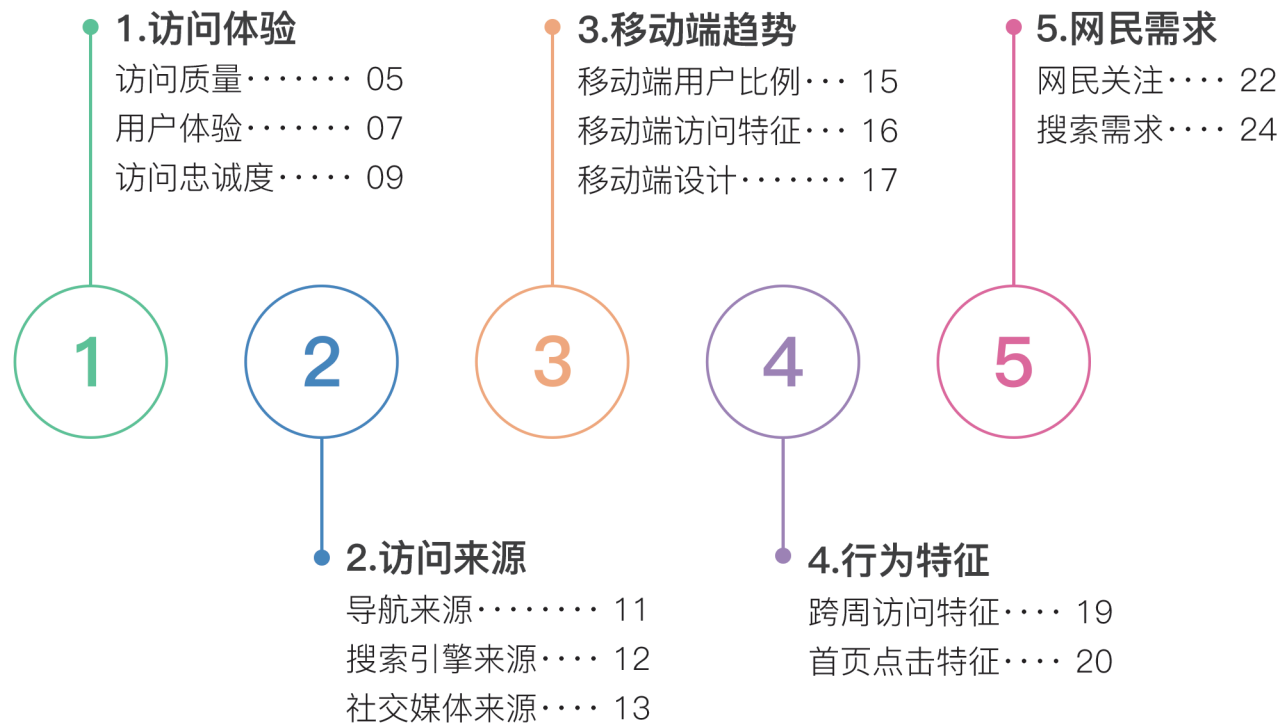 1.访问体验
访问质量······· 05
用户体验······· 07
访问忠诚度····· 09
3.移动端趋势
移动端用户比例··· 15
移动端访问特征··· 16
移动端设计······· 17
5.网民需求
网民关注···· 22
搜索需求···· 24
1
2
3
4
5
2.访问来源
导航来源········ 11
搜索引擎来源···· 12
社交媒体来源···· 13
4.行为特征
跨周访问特征···· 19
首页点击特征···· 20